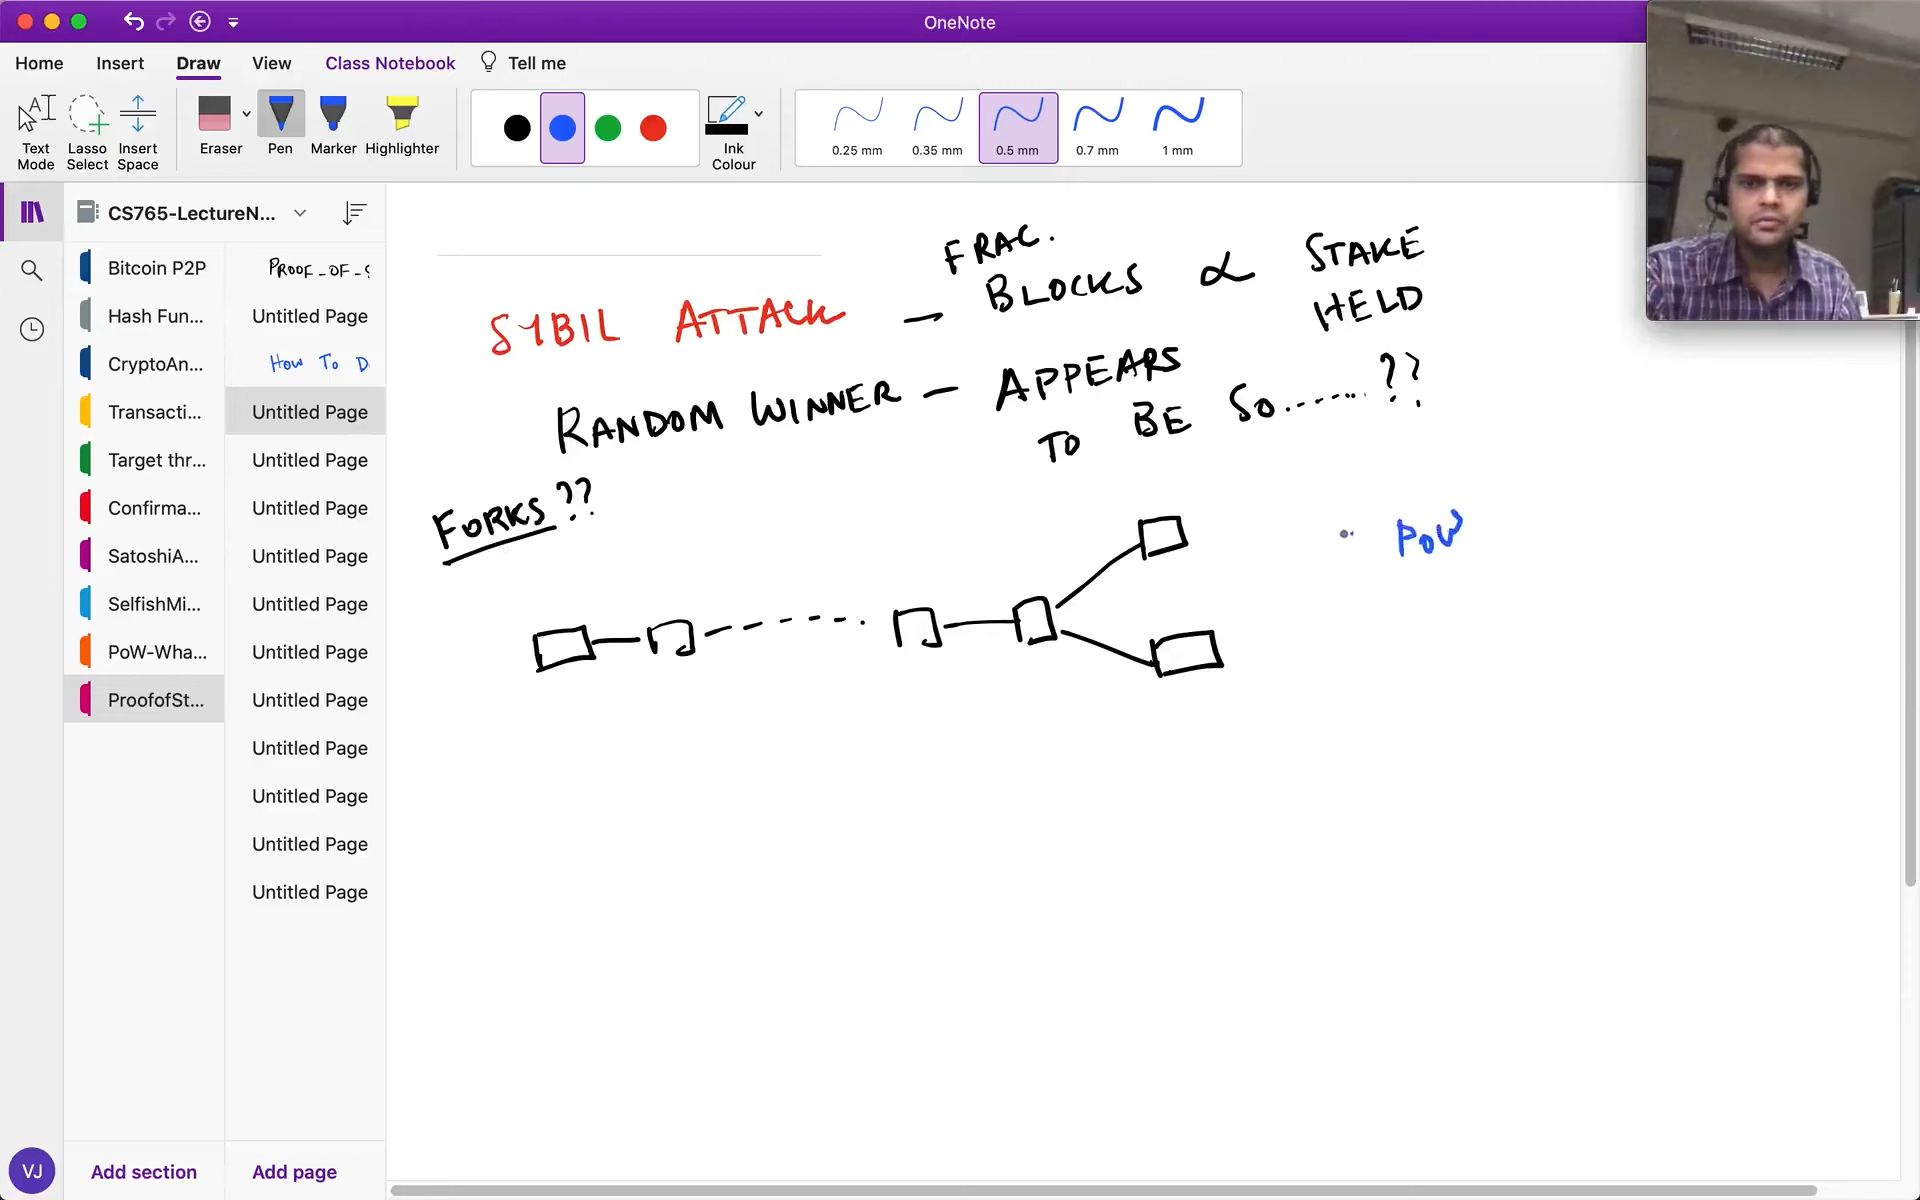 OneNote
Home Insert Draw View Class Notebook Tell me
Text Mode
Lasso Select
Insert Space
Eraser
Pen
Marker
Highlighter
Ink Colour
0.25 mm
0.35 mm
0.5 mm
0.7 mm
1 mm
CS765-LectureN...
Bitcoin P2P
Hash Fun...
CryptoAn...
Transacti...
Target thr...
Confirma...
SatoshiA...
SelfishMi...
PoW-Wha...
ProofofSt...
PROOF-OF-S
Untitled Page
HOW TO D
Untitled Page
Untitled Page
Untitled Page
Untitled Page
Untitled Page
Untitled Page
Untitled Page
Untitled Page
Untitled Page
Untitled Page
Untitled Page
VJ
Add section
Add page
SYBIL ATTACK – FRAC. BLOCKS ∝ STAKE HELD
RANDOM WINNER – APPEARS
TO BE SO.......??
FORKS??
POW